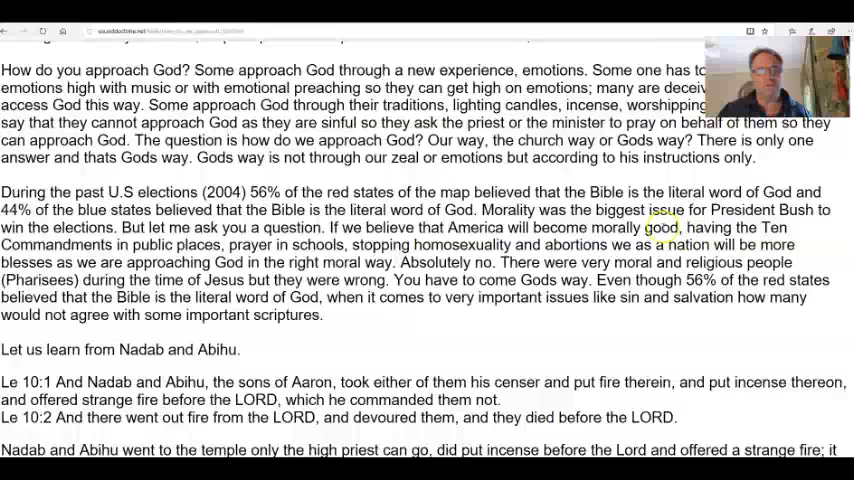 How do you approach God? Some approach God through a new experience, emotions. Some one has to
emotions high with music or with emotional preaching so they can get high on emotions; many are
access God this way. Some approach God through their traditions, lighting candles, incense, worshipping
say that they cannot approach God as they are sinful so they ask the priest or the minister to pray on behalf of them so they
can approach God. The question is how do we approach God? Our way, the church way or Gods way? There is only one
answer and thats Gods way. Gods way is not through our zeal or emotions but according to his instructions only.
During the past U.S elections (2004) 56% of the red states of the map believed that the Bible is the literal word of God and
44% of the blue states believed that the Bible is the literal word of God. Morality was the biggest issue for President Bush to
win the elections. But let me ask you a question. If we believe that America will become morally good, having the Ten
Commandments in public places, prayer in schools, stopping homosexuality and abortions we as a nation will be more
blesses as we are approaching God in the right moral way. Absolutely no. There were very moral and religious people
(Pharisees) during the time of Jesus but they were wrong. You have to come Gods way. Even though 56% of the red states
believed that the Bible is the literal word of God, when it comes to very important issues like sin and salvation how many
would not agree with some important scriptures.
Let us learn from Nadab and Abihu.
Le 10:1 And Nadab and Abihu, the sons of Aaron, took either of them his censer and put fire therein, and put incense thereon,
and offered strange fire before the LORD, which he commanded them not.
Le 10:2 And there went out fire from the LORD, and devoured them, and they died before the LORD.
Nadab and Abihu went to the temple only the high priest can go, did put incense before the Lord and offered a strange fire; it